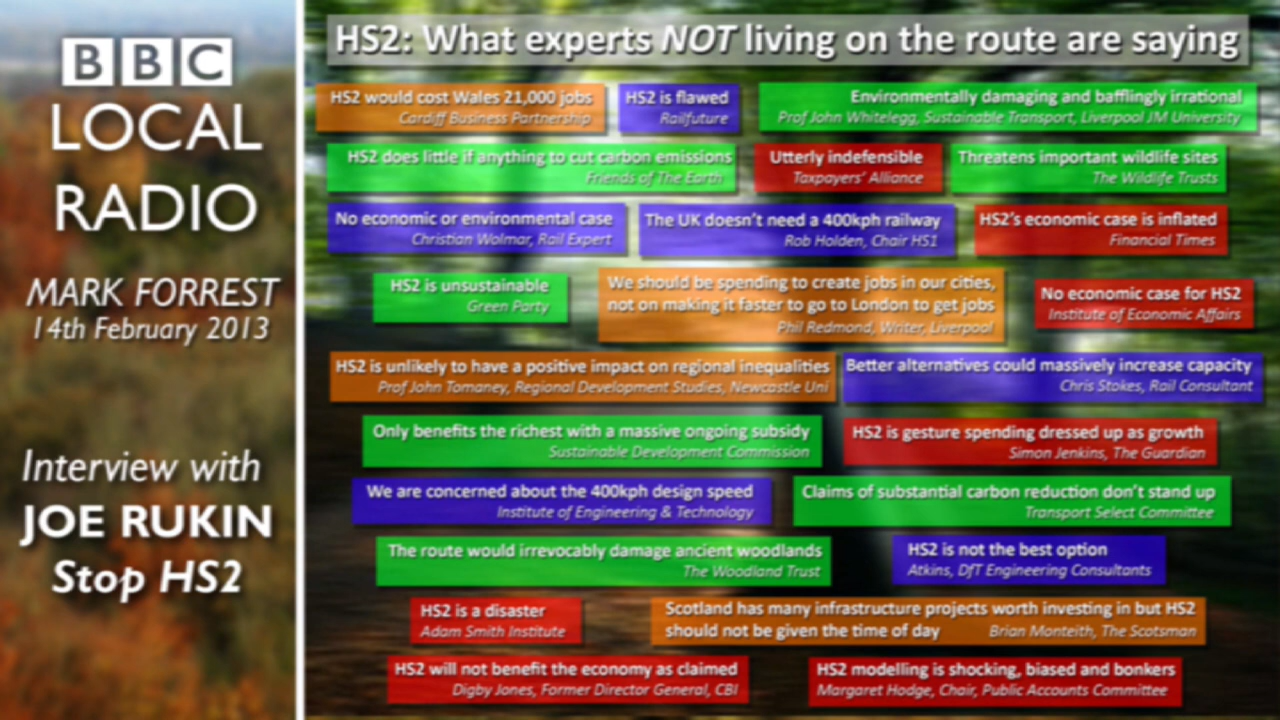 BBC
LOCAL
RADIO
MARK FORREST
14th February 2013
Interview with
JOE RUKIN
Stop HS2
HS2: What experts NOT living on the route are saying
HS2 would cost Wales 21,000 jobs
Cardiff Business Partnership
HS2 is flawed
Railfuture
Environmentally damaging and bafflingly irrational
Prof John Whitelegg, Sustainable Transport, Liverpool JM University
HS2 does little if anything to cut carbon emissions
Friends of The Earth
Utterly indefensible
Taxpayers' Alliance
Threatens important wildlife sites
The Wildlife Trusts
No economic or environmental case
Christian Wolmar, Rail Expert
The UK doesn't need a 400kph railway
Rob Holden, Chair HS1
HS2's economic case is inflated
Financial Times
HS2 is unsustainable
Green Party
We should be spending to create jobs in our cities,
not on making it faster to go to London to get jobs
Phil Redmond, Writer, Liverpool
No economic case for HS2
Institute of Economic Affairs
HS2 is unlikely to have a positive impact on regional inequalities
Prof John Tomaney, Regional Development Studies, Newcastle Uni
Better alternatives could massively increase capacity
Chris Stokes, Rail Consultant
Only benefits the richest with a massive ongoing subsidy
Sustainable Development Commission
HS2 is gesture spending dressed up as growth
Simon Jenkins, The Guardian
We are concerned about the 400kph design speed
Institute of Engineering & Technology
Claims of substantial carbon reduction don't stand up
Transport Select Committee
The route would irrevocably damage ancient woodlands
The Woodland Trust
HS2 is not the best option
Atkins, DfT Engineering Consultants
HS2 is a disaster
Adam Smith Institute
Scotland has many infrastructure projects worth investing in but HS2
should not be given the time of day Brian Monteith, The Scotsman
HS2 will not benefit the economy as claimed
Digby Jones, Former Director General, CBI
HS2 modelling is shocking, biased and bonkers
Margaret Hodge, Chair, Public Accounts Committee